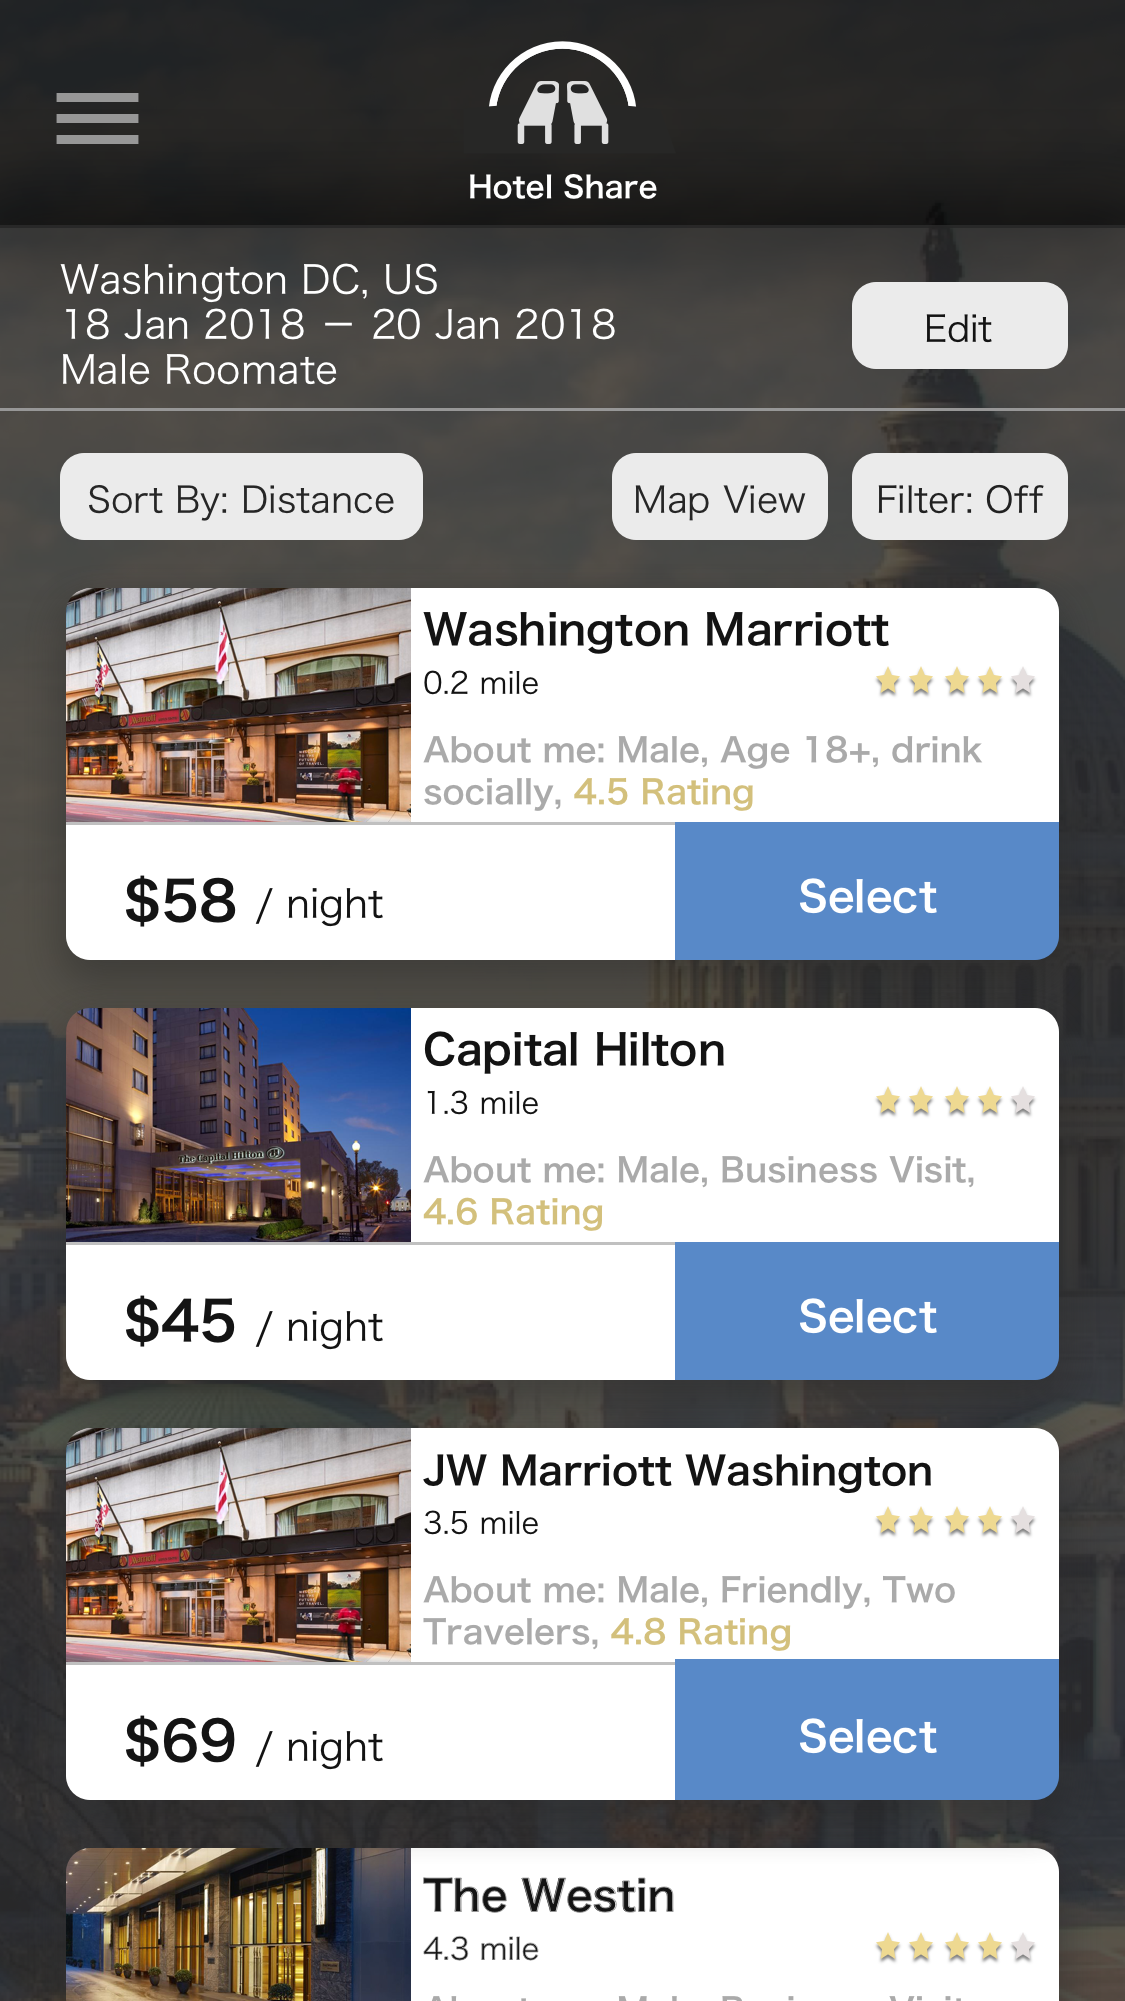 Hotel Share
Washington DC, US
18 Jan 2018 – 20 Jan 2018
Male Roomate
Edit
Sort By: Distance
Map View
Filter: Off
Washington Marriott
0.2 mile
About me: Male, Age 18+, drink
socially, 4.5 Rating
$58 / night
Select
The Capital Hilton
Capital Hilton
1.3 mile
About me: Male, Business Visit,
4.6 Rating
$45 / night
Select
JW Marriott Washington
3.5 mile
About me: Male, Friendly, Two
Travelers, 4.8 Rating
$69 / night
Select
The Westin
4.3 mile